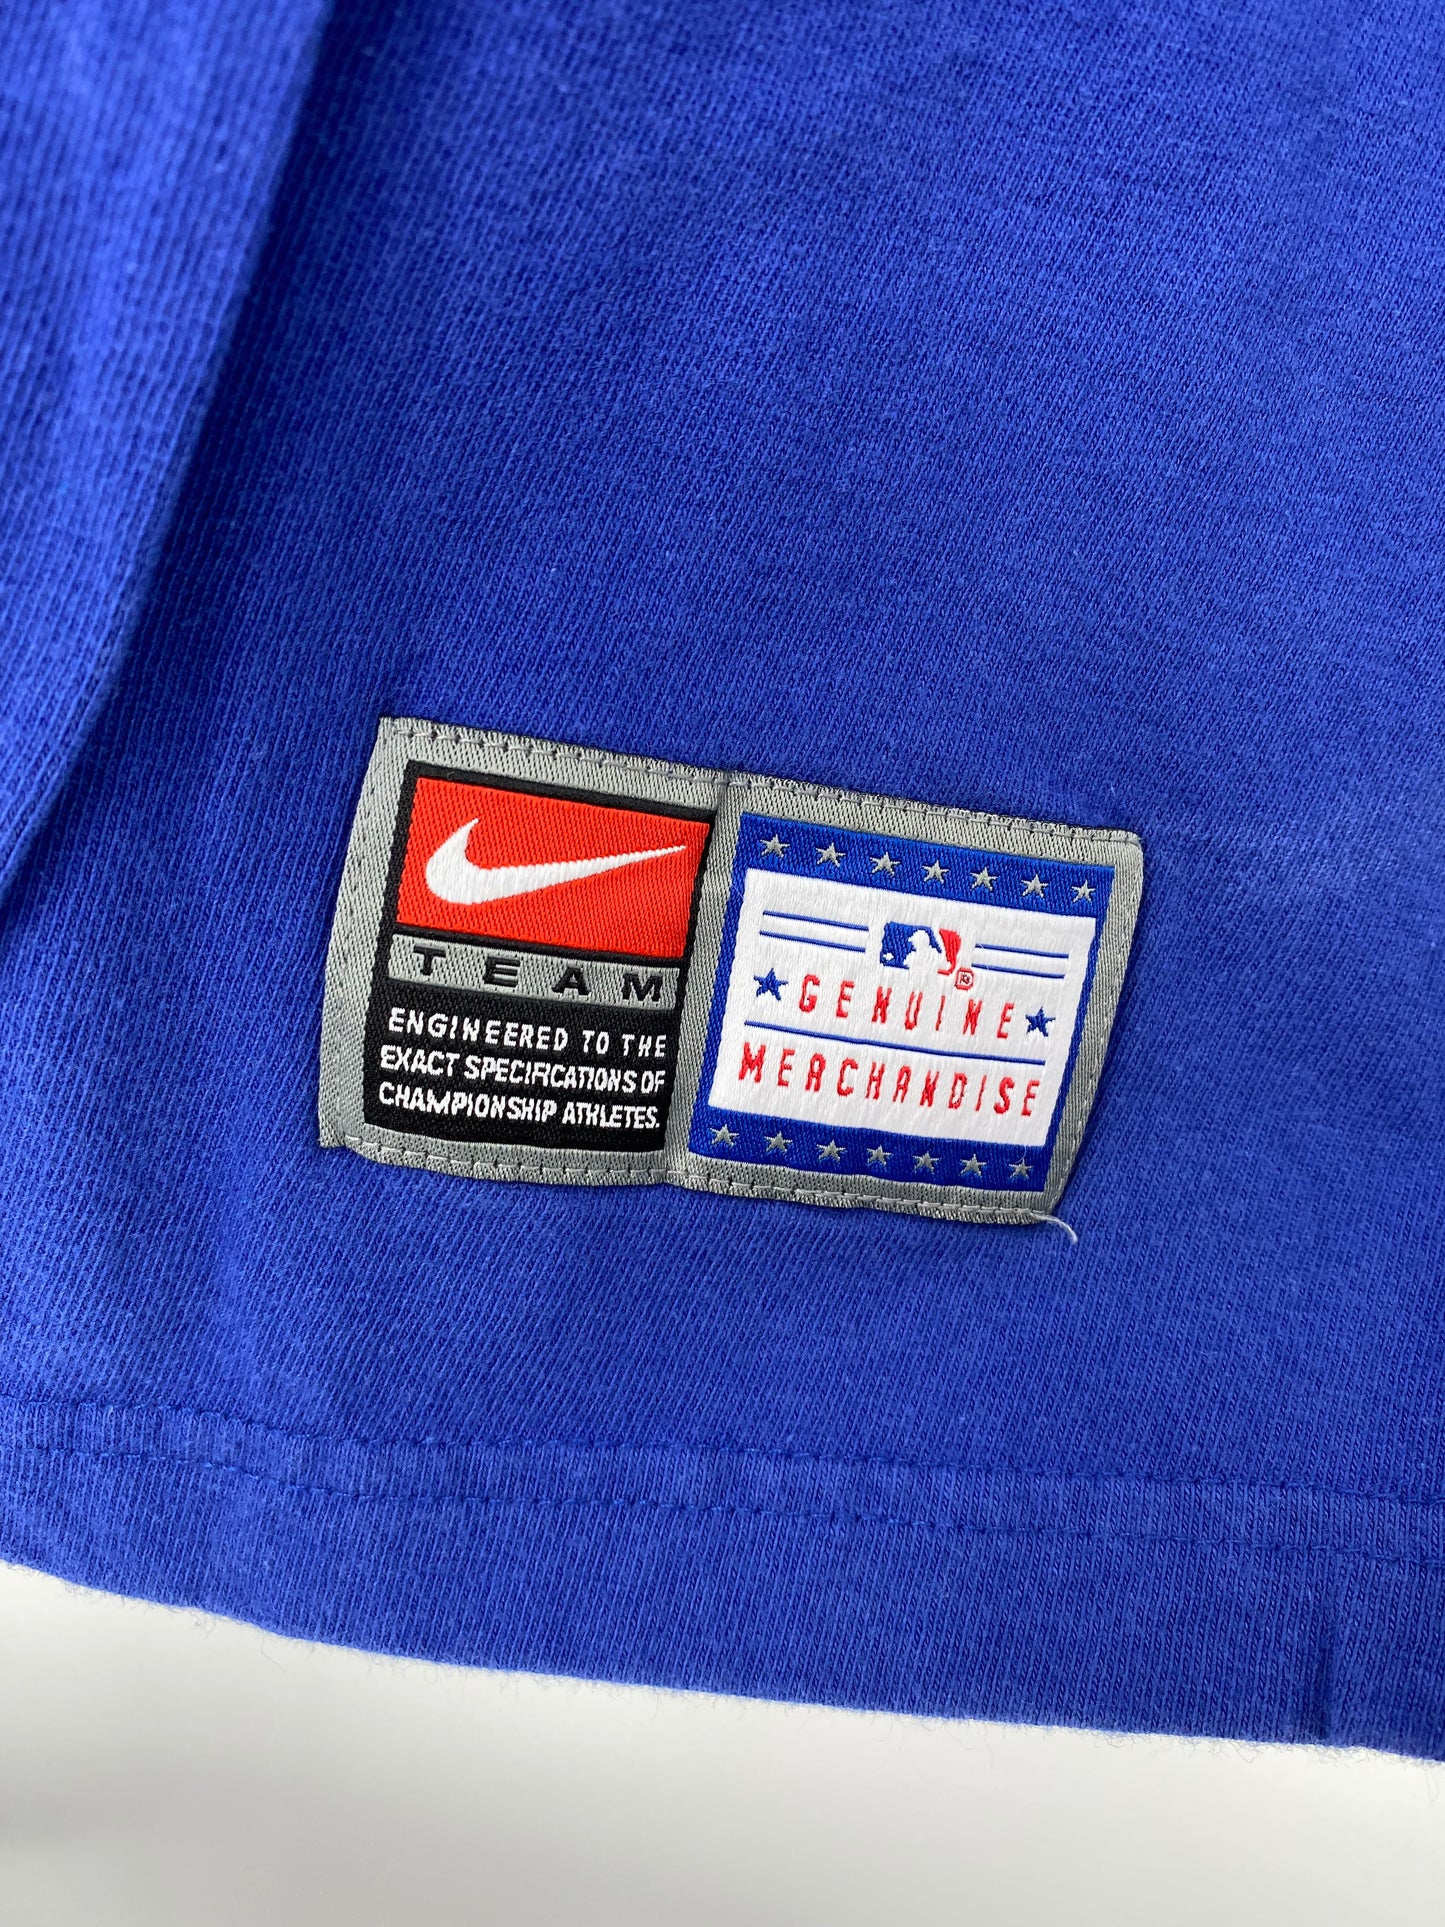 TEAM
ENGINEERED TO THE
EXACT SPECIFICATIONS OF
CHAMPIONSHIP ATHLETES.
®
GENUINE
MERCHANDISE